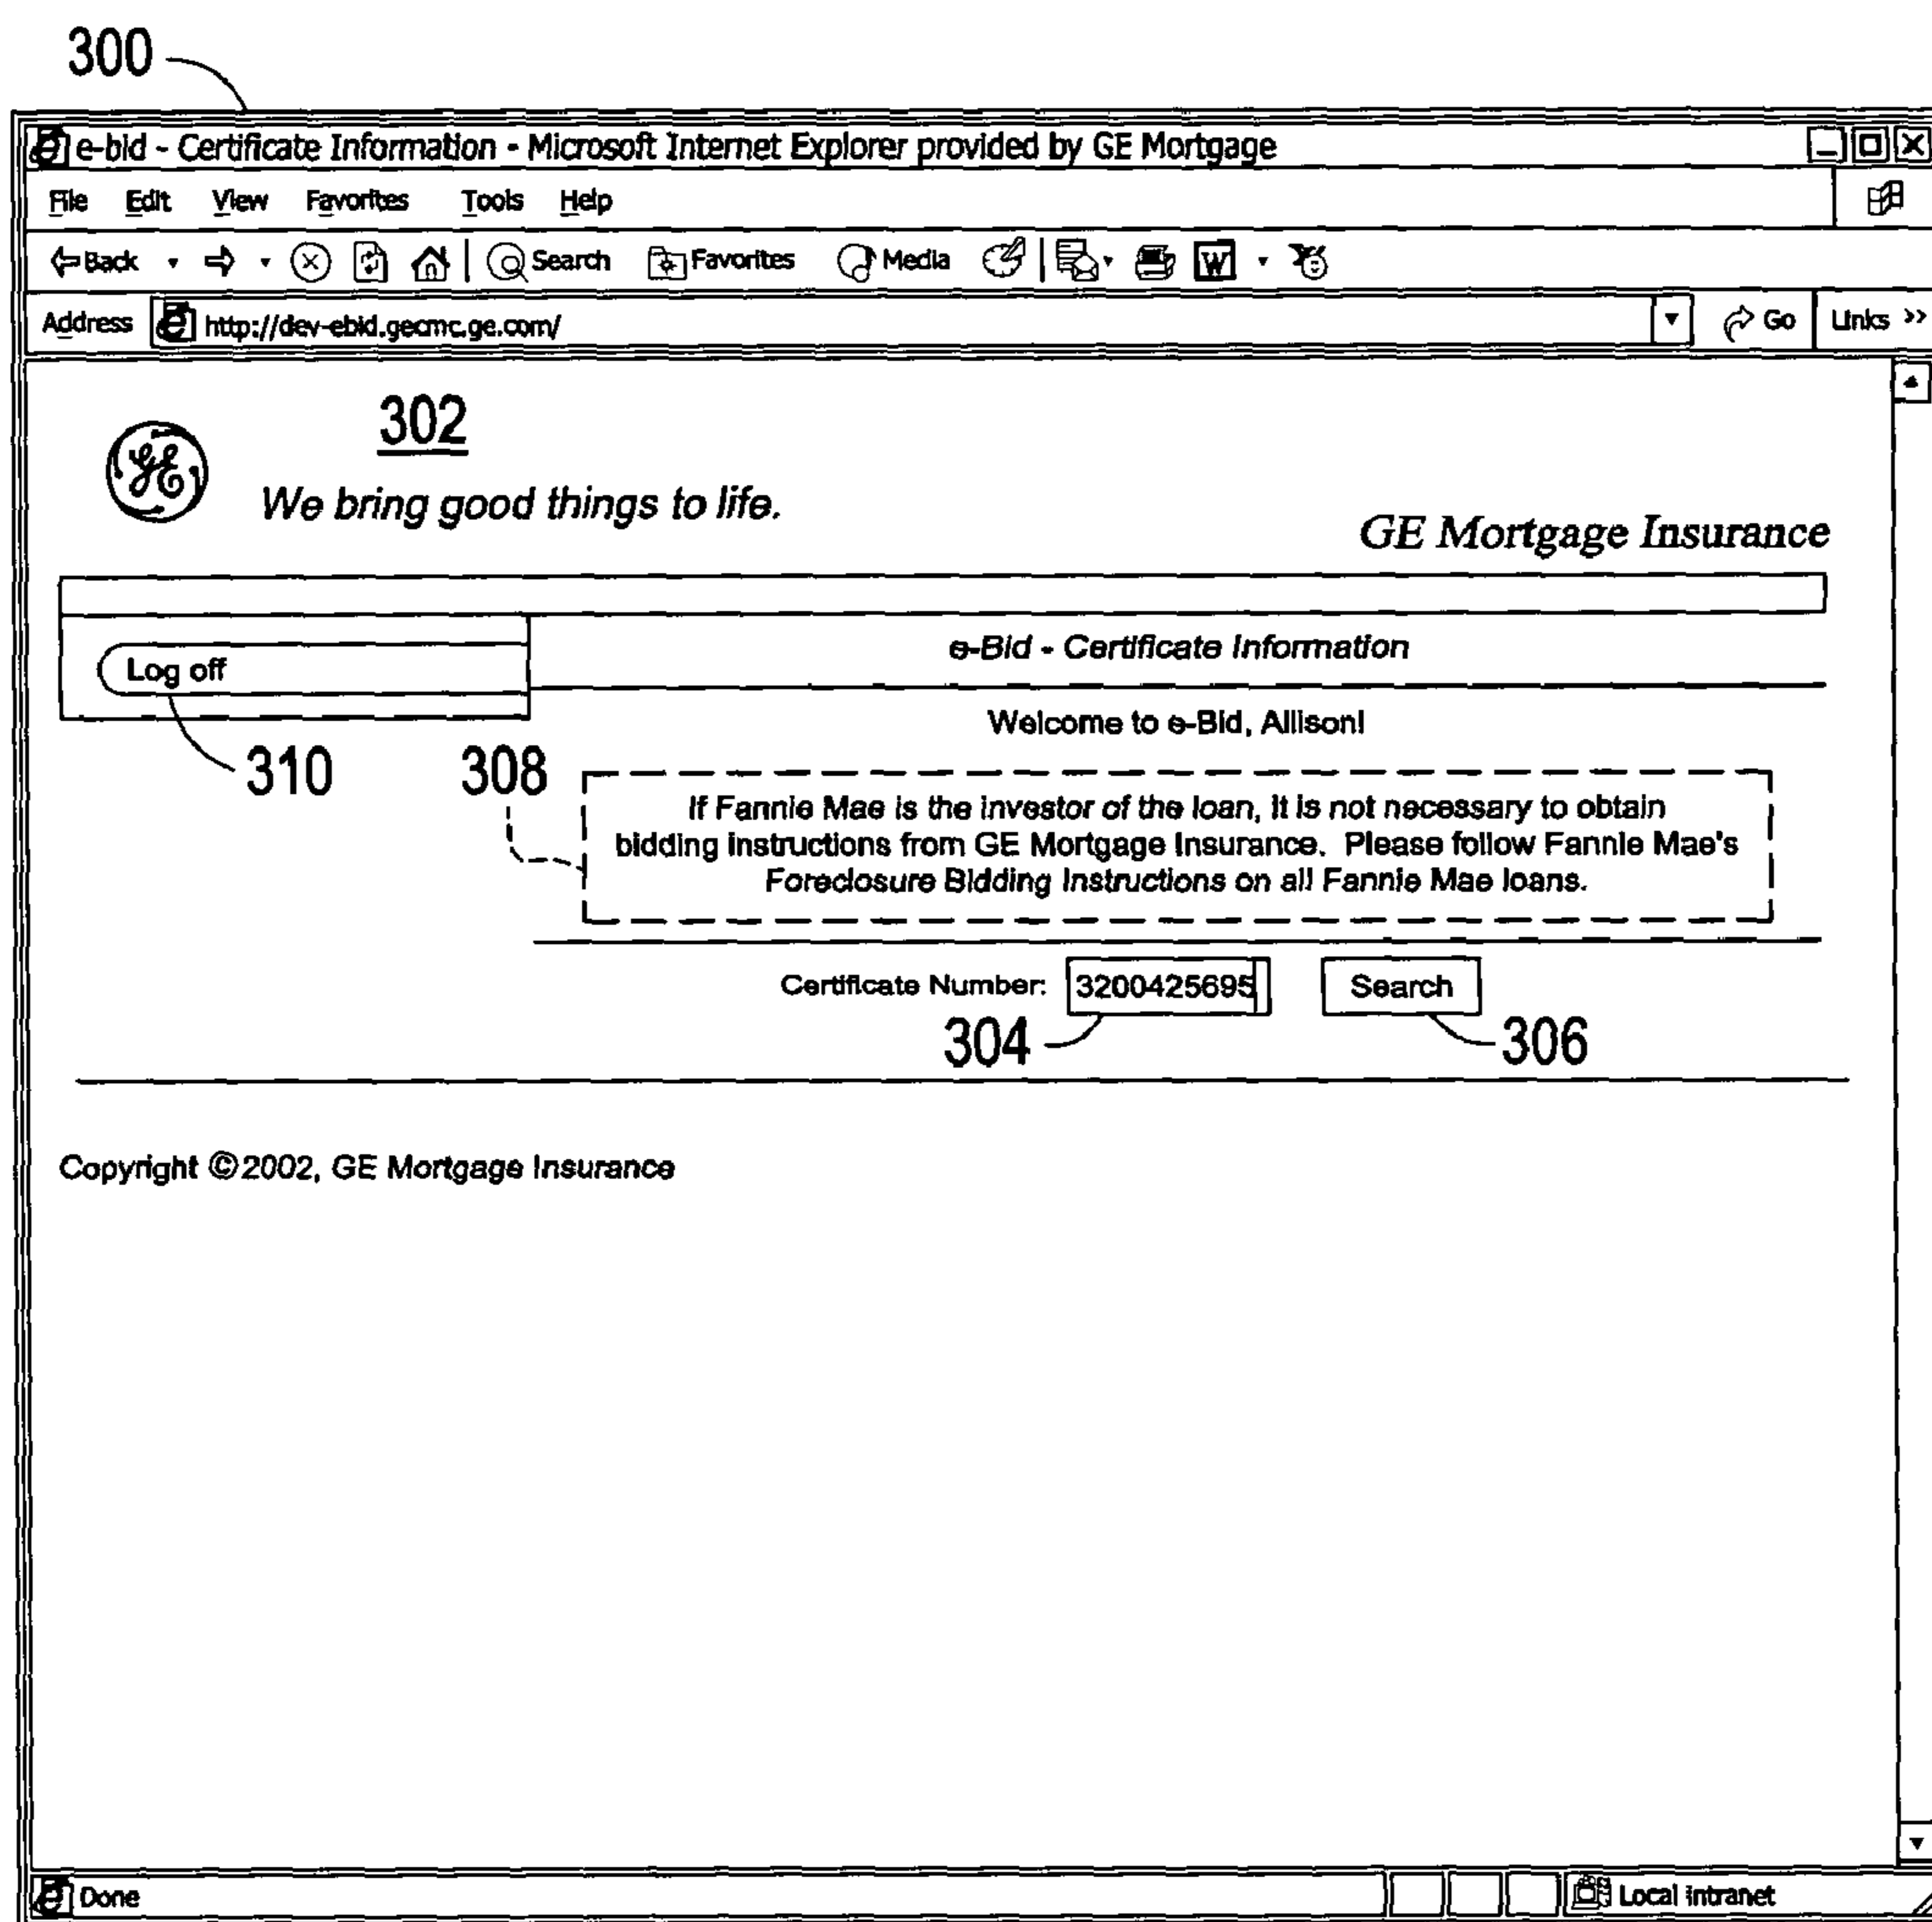 300
e-bid - Certificate Information - Microsoft Internet Explorer provided by GE Mortgage
File Edit View Favorites Tools Help
Back Search Favorites Media W
Address http://dev-ebid.gecmc.ge.com/ Go Links >>
302
GE
We bring good things to life.
GE Mortgage Insurance
e-Bid - Certificate Information
Log off
Welcome to e-Bid, Allison!
310
308
If Fannie Mae is the investor of the loan, it is not necessary to obtain
bidding instructions from GE Mortgage Insurance. Please follow Fannie Mae's
Foreclosure Bidding Instructions on all Fannie Mae loans.
Certificate Number: 3200425695 Search
304 306
Copyright ©2002, GE Mortgage Insurance
Done Local intranet